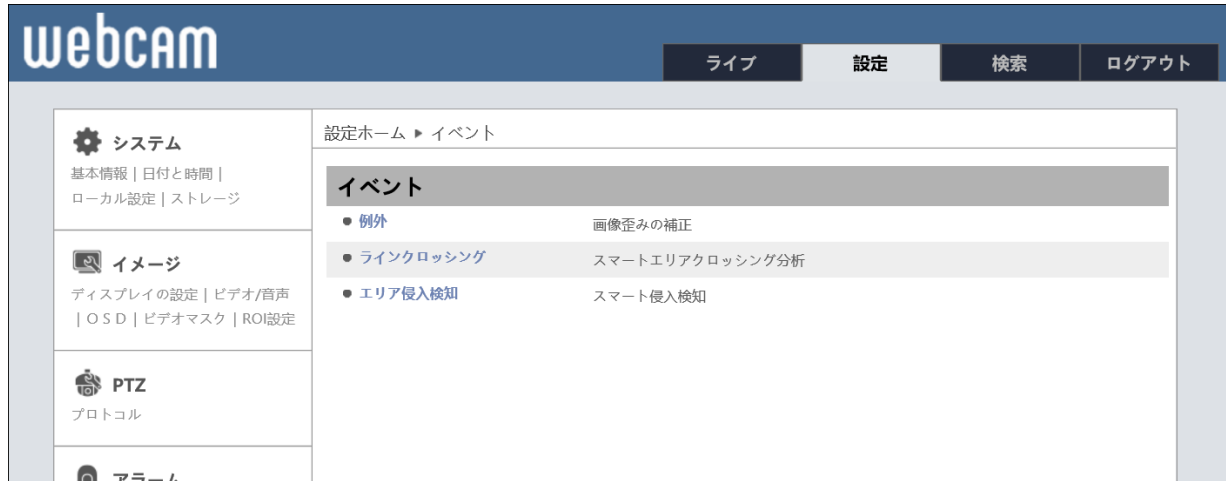 webcam
ライブ 設定 検索 ログアウト
システム
基本情報 | 日付と時間 |
ローカル設定 | ストレージ
イメージ
ディスプレイの設定 | ビデオ/音声
| ＯＳＤ | ビデオマスク | ROI設定
PTZ
プロトコル
アラーム
設定ホーム ▶ イベント
イベント
● 例外 画像歪みの補正
● ラインクロッシング スマートエリアクロッシング分析
● エリア侵入検知 スマート侵入検知